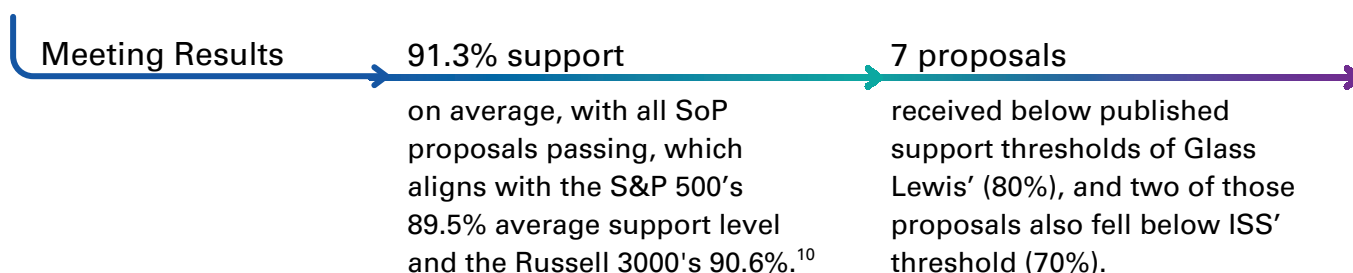 Meeting Results
91.3% support
on average, with all SoP
proposals passing, which
aligns with the S&P 500’s
89.5% average support level
and the Russell 3000's 90.6%.10
7 proposals
received below published
support thresholds of Glass
Lewis’ (80%), and two of those
proposals also fell below ISS’
threshold (70%).